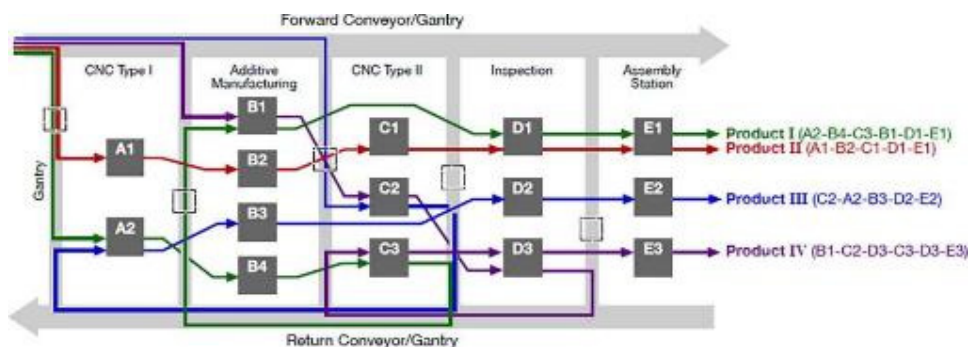 Forward Conveyor/Gantry
CNC Type I
Additive
Manufacturing
CNC Type II
Inspection
Assembly
Station
Gantry
A1
A2
B1
B2
B3
B4
C1
C2
C3
D1
D2
D3
E1
E2
E3
Product I (A2-B4-C3-B1-D1-E1)
Product II (A1-B2-C1-D1-E1)
Product III (C2-A2-B3-D2-E2)
Product IV (B1-C2-D3-C3-D3-E3)
Return Conveyor/Gantry